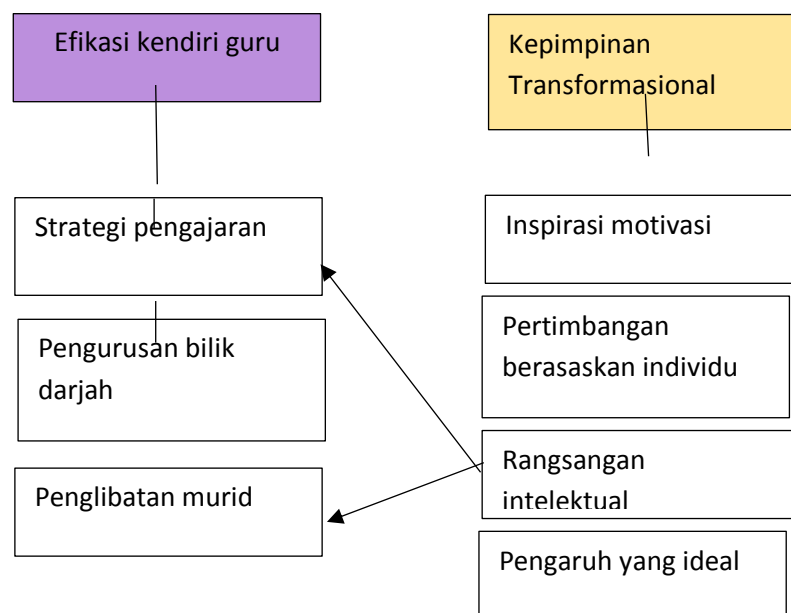 Efikasi kendiri guru
Strategi pengajaran
Pengurusan bilik
darjah
Penglibatan murid
Kepimpinan
Transformasional
Inspirasi motivasi
Pertimbangan
berasaskan individu
Rangsangan
intelektual
Pengaruh yang ideal